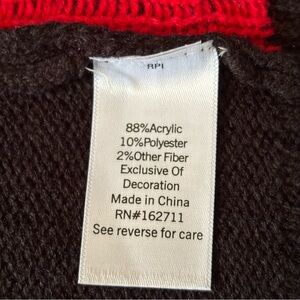 RPI
88%Acrylic
10%Polyester
2%Other Fiber
Exclusive Of
Decoration
Made in China
RN#162711
See reverse for care